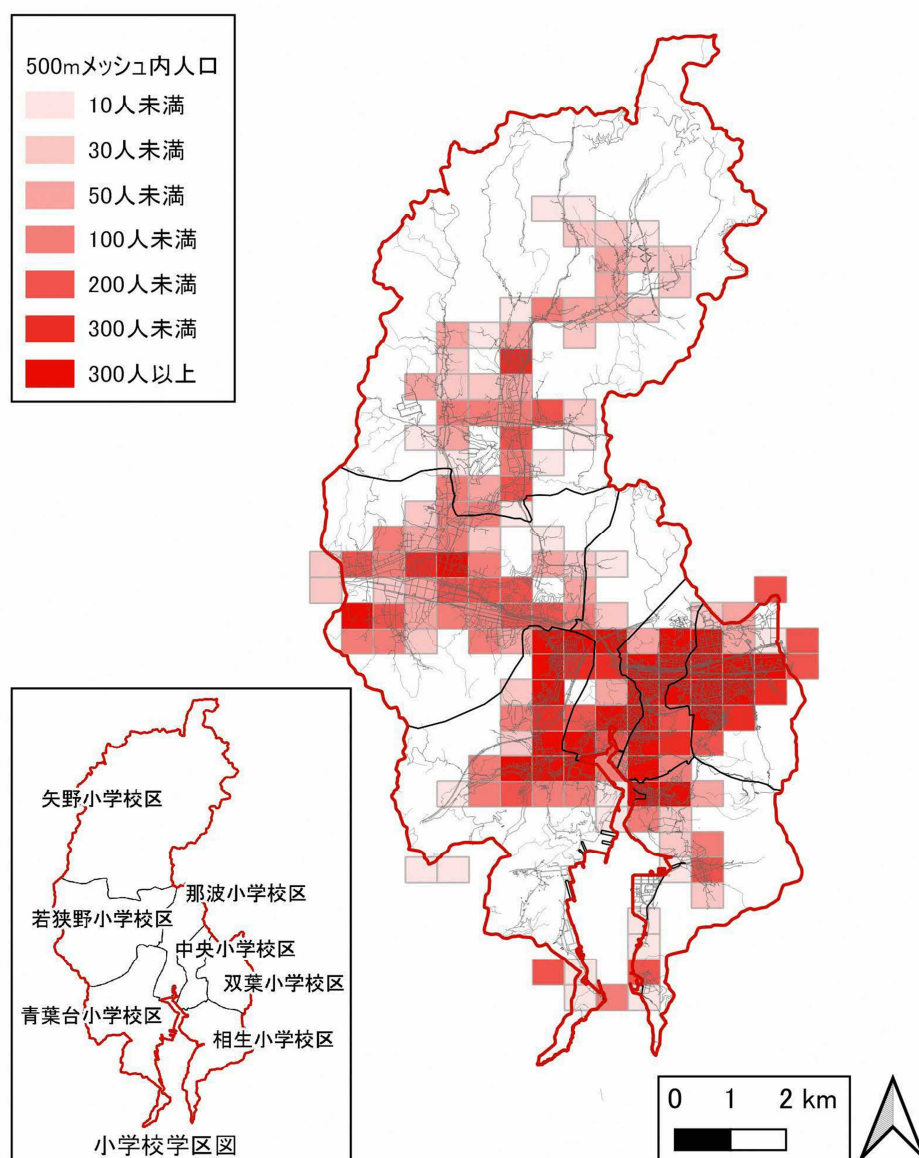 500mメッシュ内人口
10人未満
30人未満
50人未満
100人未満
200人未満
300人未満
300人以上
矢野小学校区
那波小学校区
若狭野小学校区
中央小学校区
双葉小学校区
青葉台小学校区
相生小学校区
小学校学区図
0 1 2 km